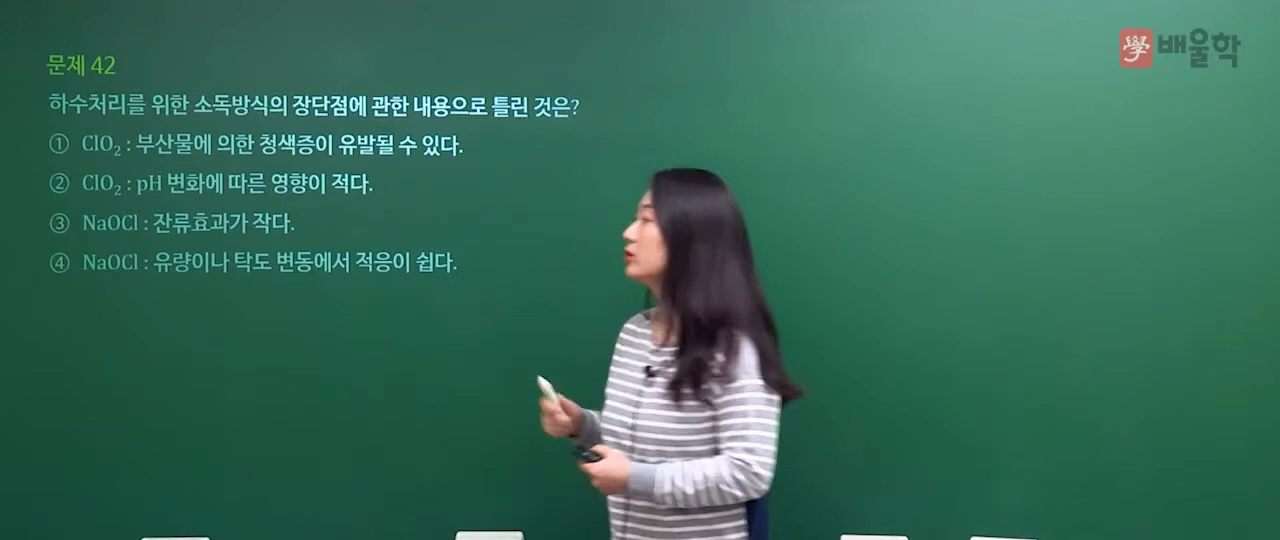 學 배울학
문제 42
하수처리를 위한 소독방식의 장단점에 관한 내용으로 틀린 것은?
① ClO₂ : 부산물에 의한 청색증이 유발될 수 있다.
② ClO₂ : pH 변화에 따른 영향이 적다.
③ NaOCl : 잔류효과가 작다.
④ NaOCl : 유량이나 탁도 변동에서 적응이 쉽다.